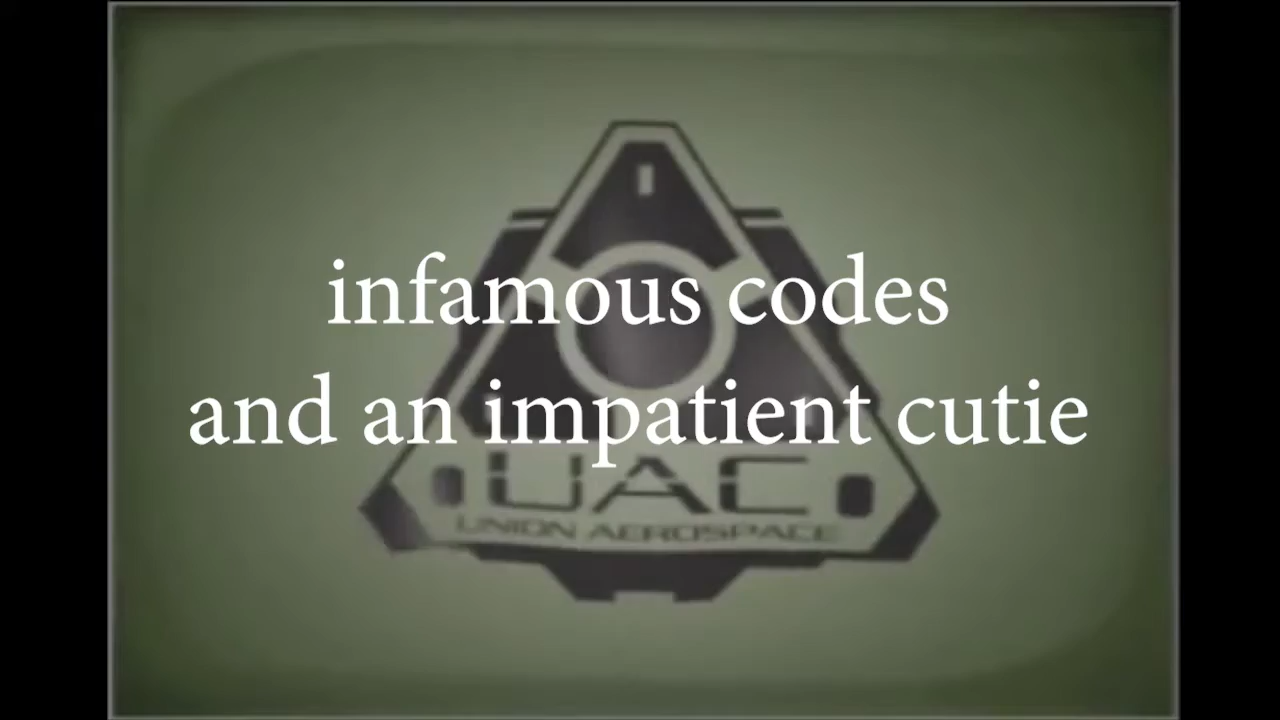 infamous codes
and an impatient cutie
UAC
UNION AEROSPACE